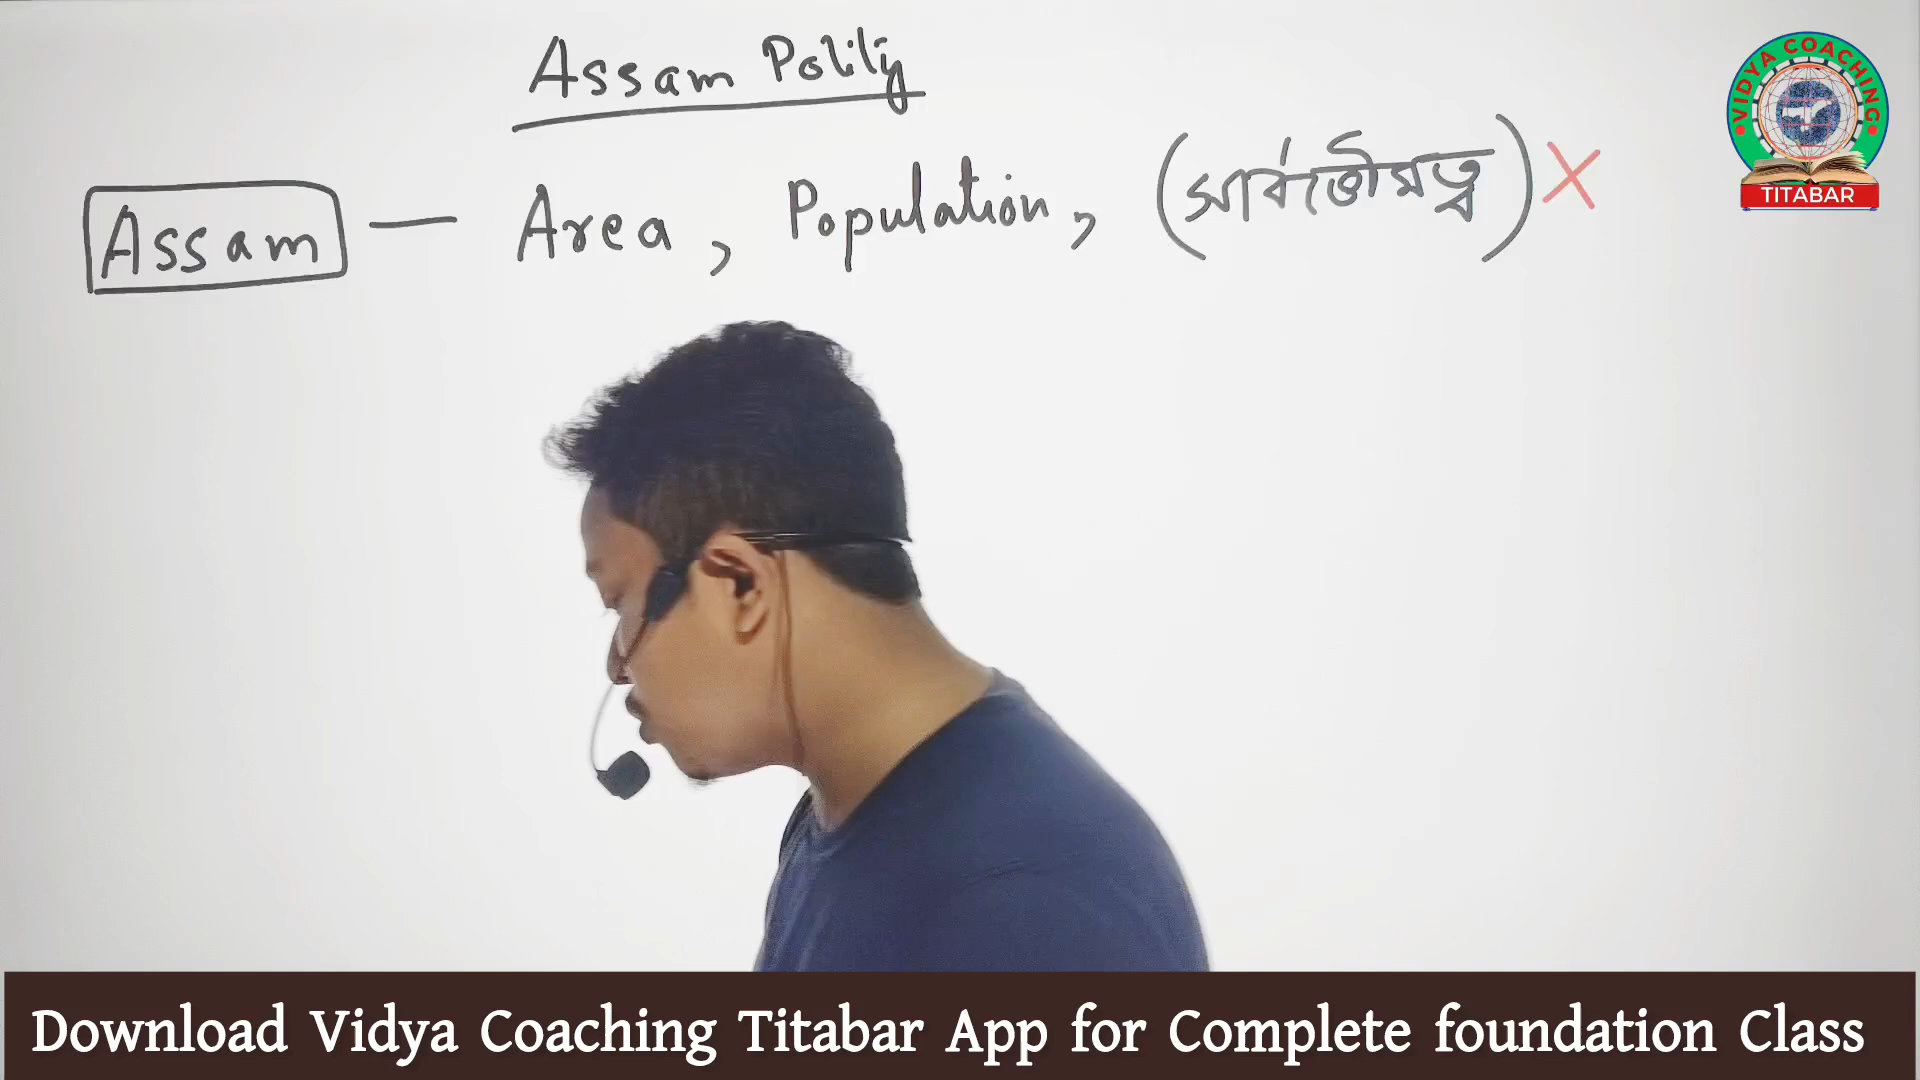 Assam Polity
Assam — Area, Population, (সার্বভৌমত্ব) X
VIDYA COACHING
TITABAR
Download Vidya Coaching Titabar App for Complete foundation Class